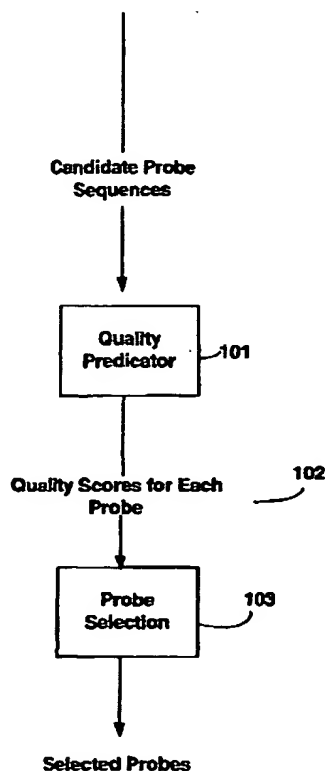 Candidate Probe
Sequences
Quality
Predicator
101
Quality Scores for Each
Probe
102
Probe
Selection
103
Selected Probes